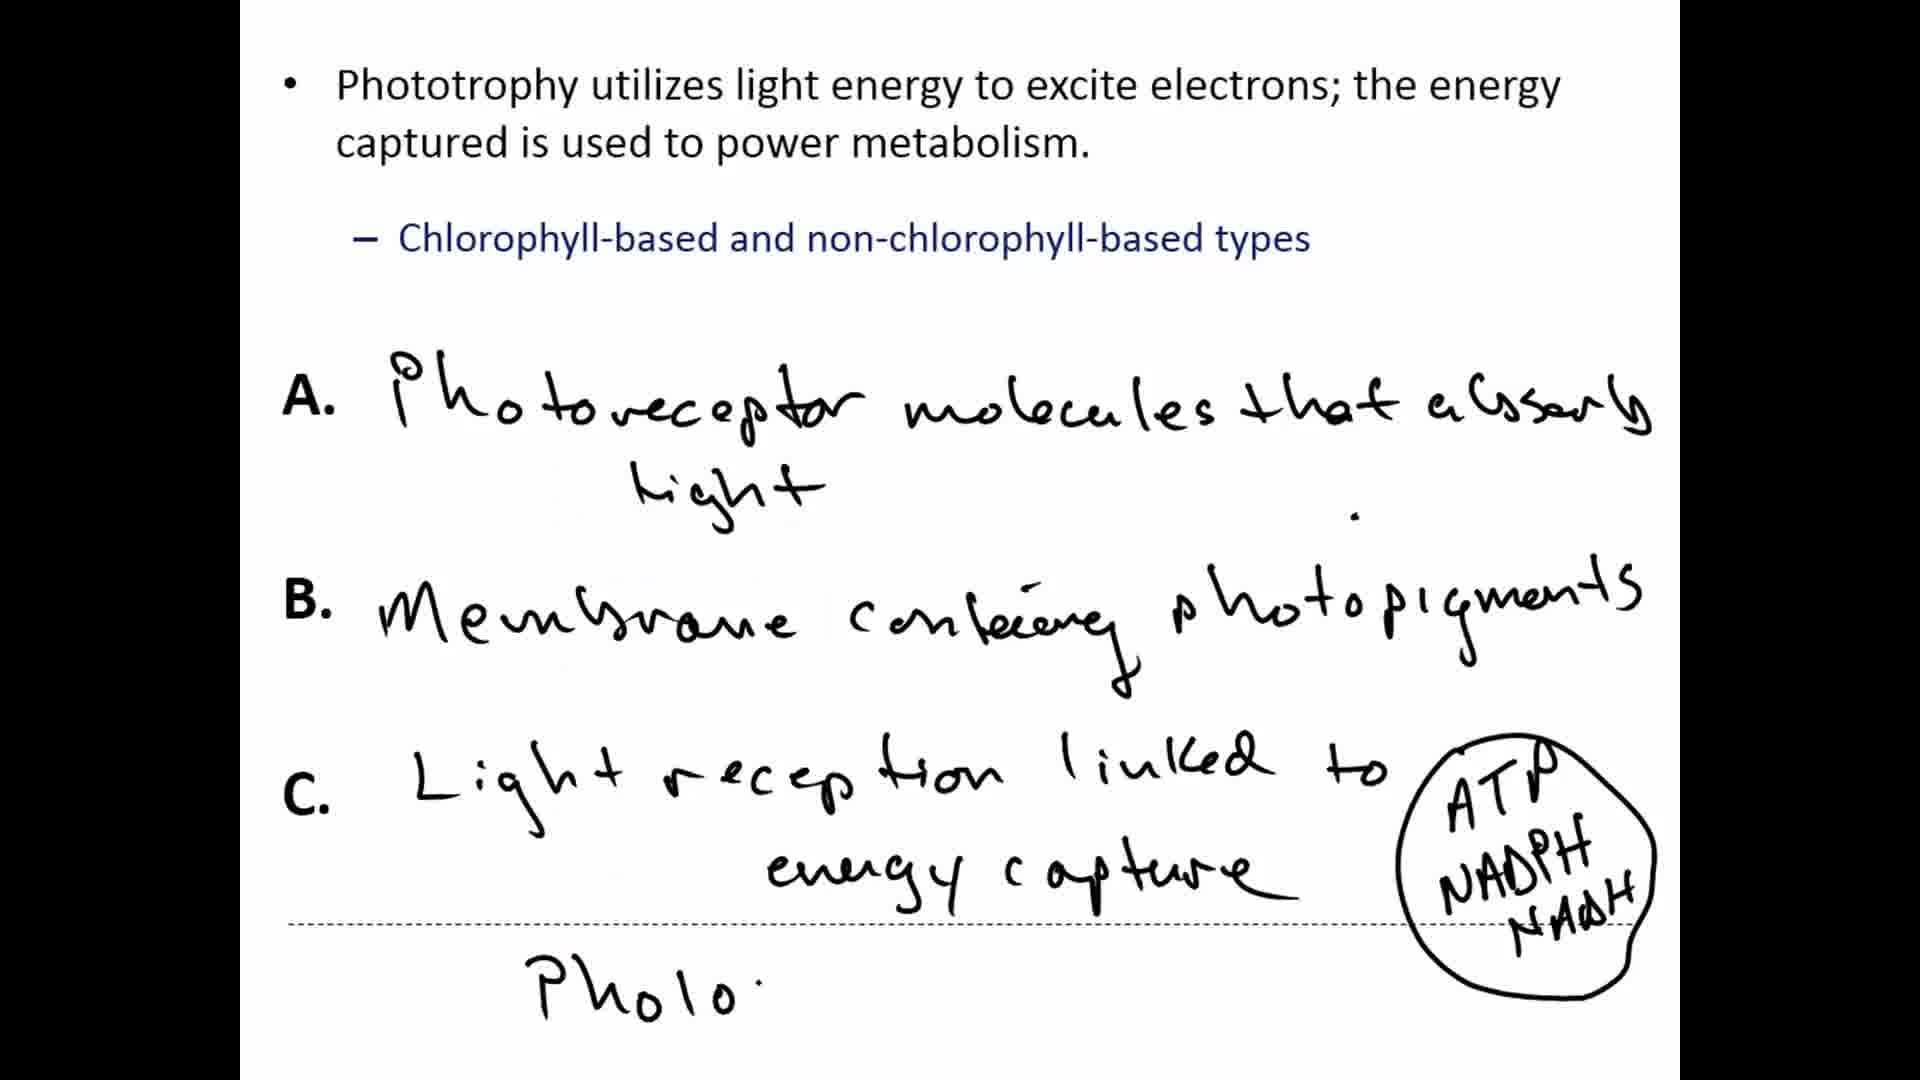 • Phototrophy utilizes light energy to excite electrons; the energy
captured is used to power metabolism.
– Chlorophyll-based and non-chlorophyll-based types
A. Photoreceptor molecules that absorb
light
B. Membrane containing photopigments
C. Light reception linked to
energy capture
ATP
NADPH
NADH
Photo